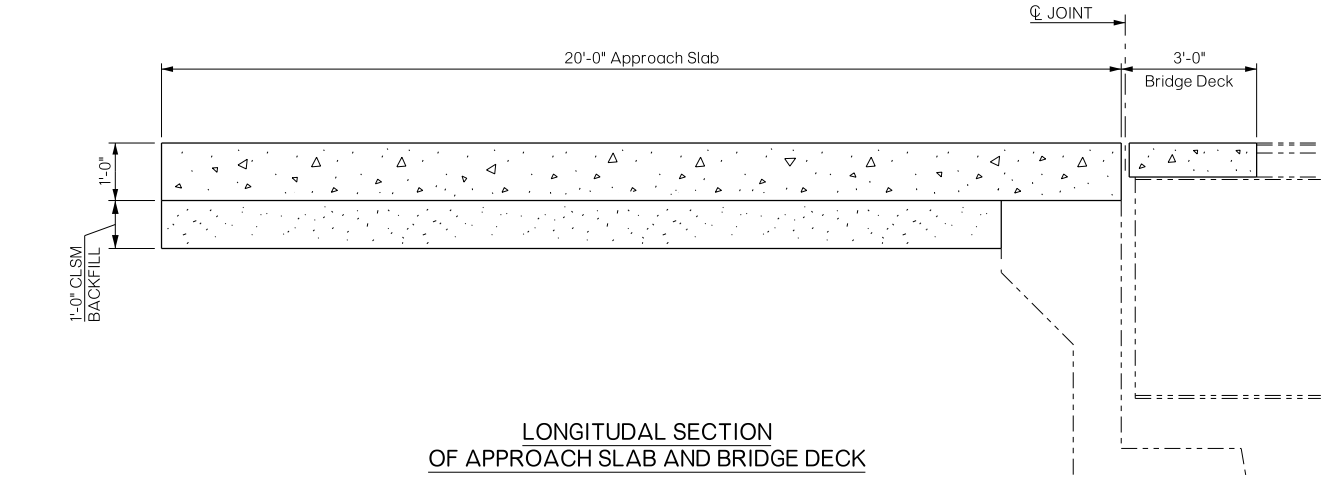 ℄ JOINT
20'-0" Approach Slab
3'-0"
Bridge Deck
1'-0"
1'-0" CLSM
BACKFILL
LONGITUDAL SECTION
OF APPROACH SLAB AND BRIDGE DECK